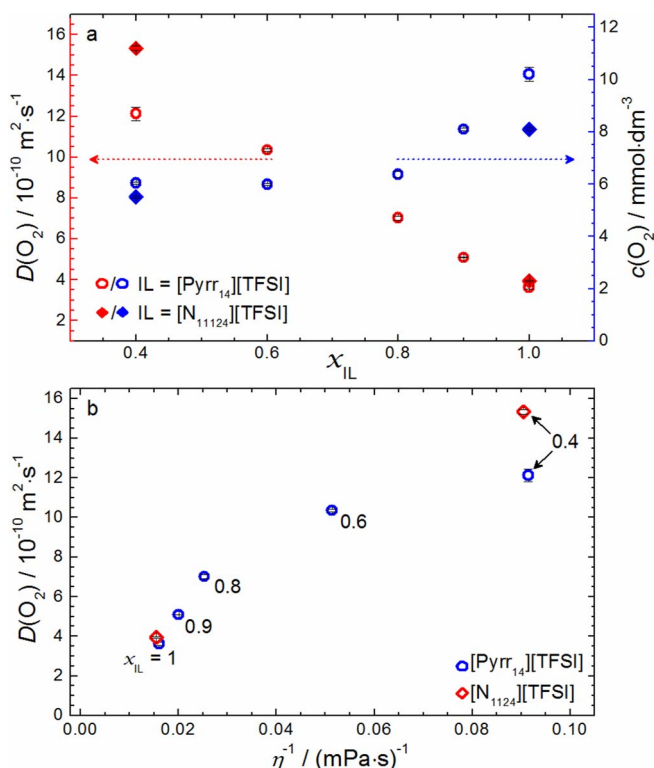 a
16
14
12
10
8
6
4
2
D(O₂) / 10⁻¹⁰ m²·s⁻¹
12
10
8
6
4
2
0
c(O₂) / mmol·dm⁻³
/ IL = [Pyrr₁₄][TFSI]
/ IL = [N₁₁₁₂₄][TFSI]
0.4 0.6 0.8 1.0
x_IL
b
16
14
12
10
8
6
4
2
0
D(O₂) / 10⁻¹⁰ m²·s⁻¹
0.4
0.6
0.8
0.9
x_IL = 1
[Pyrr₁₄][TFSI]
[N₁₁₂₄][TFSI]
0.00 0.02 0.04 0.06 0.08 0.10
η⁻¹ / (mPa·s)⁻¹